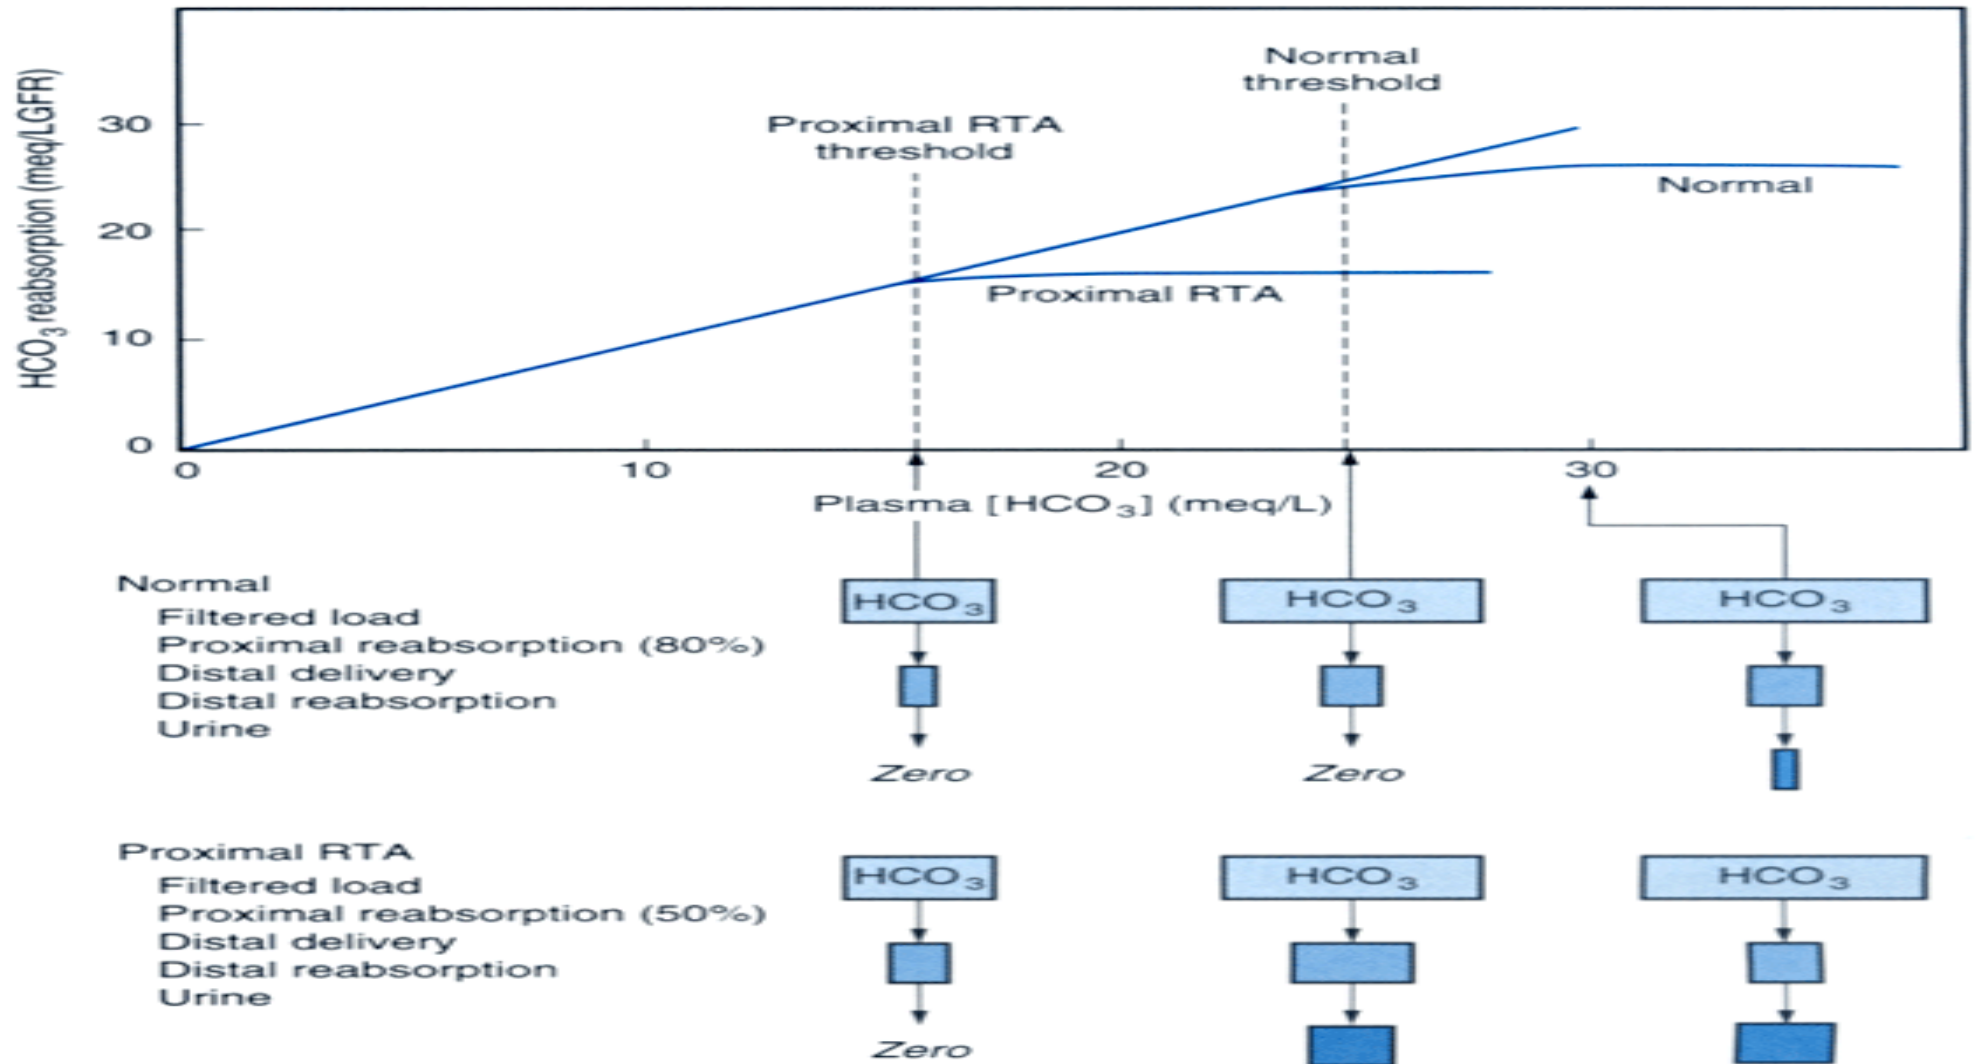 Normal
threshold
Proximal RTA
threshold
HCO3 reabsorption (meq/LGFR)
30
20
10
0
Normal
Proximal RTA
0 10 20 30
Plasma [HCO3] (meq/L)
Normal
Filtered load
Proximal reabsorption (80%)
Distal delivery
Distal reabsorption
Urine
HCO3 HCO3 HCO3
Zero Zero
Proximal RTA
Filtered load
Proximal reabsorption (50%)
Distal delivery
Distal reabsorption
Urine
HCO3 HCO3 HCO3
Zero